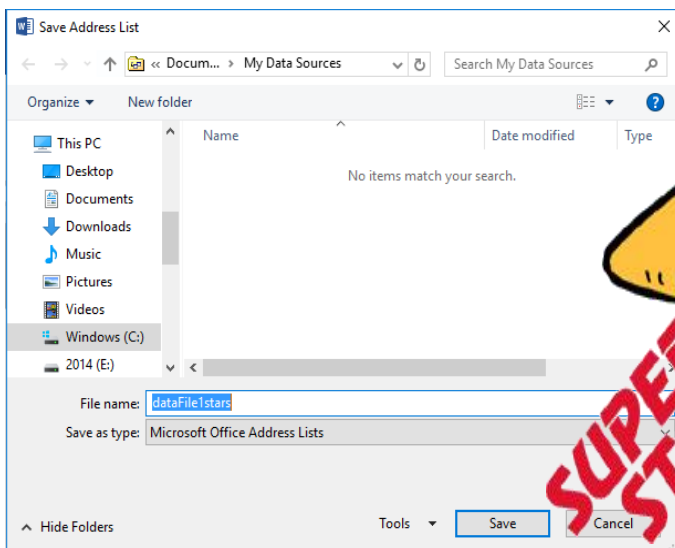 Save Address List
« Docum... › My Data Sources
Search My Data Sources
Organize
New folder
Name
Date modified
Type
This PC
No items match your search.
Desktop
Documents
Downloads
Music
Pictures
Videos
Windows (C:)
2014 (E:)
File name: dataFile1stars
Save as type: Microsoft Office Address Lists
SUPE
ST
Hide Folders
Tools
Save
Cancel